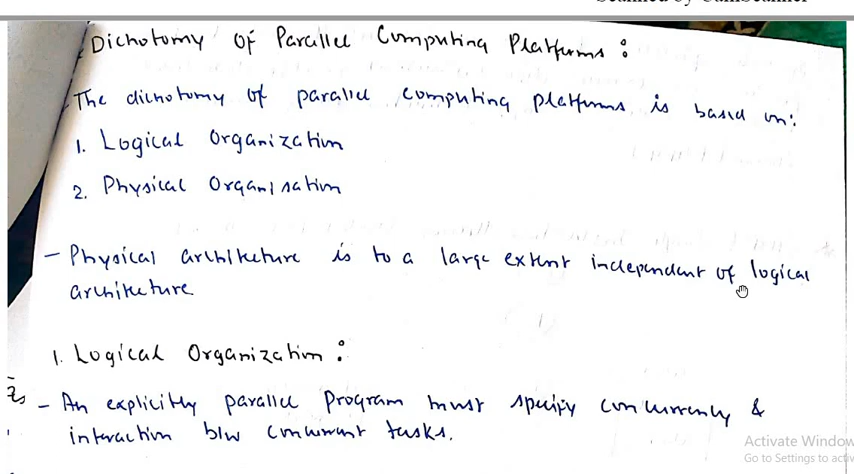 Dichotomy Of Parallel Computing Platforms :
The dichotomy of parallel computing platforms is based on:
1. Logical Organization
2. Physical Organisation
- Physical architecture is to a large extent independent of logical
architecture
1. Logical Organization :
- An explicitly parallel program must specify concurrency &
interaction b/w concurrent tasks.
Activate Window
Go to Settings to activ